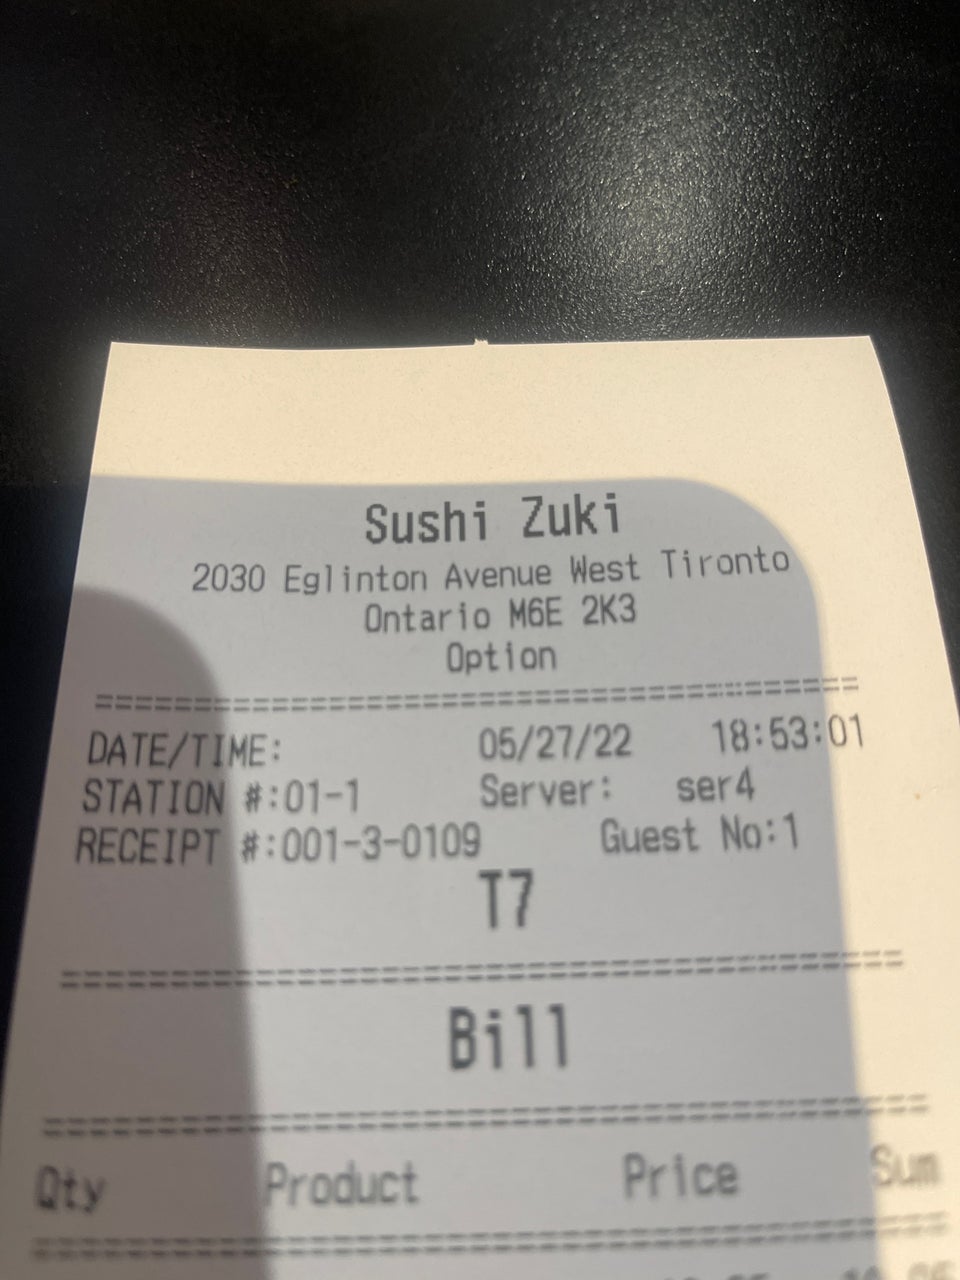 Sushi Zuki
2030 Eglinton Avenue West Tironto
Ontario M6E 2K3
Option
==========================================
DATE/TIME: 05/27/22 18:53:01
STATION #:01-1 Server: ser4
RECEIPT #:001-3-0109 Guest No:1
T7
==========================================
Bill
==========================================
Qty Product Price Sum
==========================================